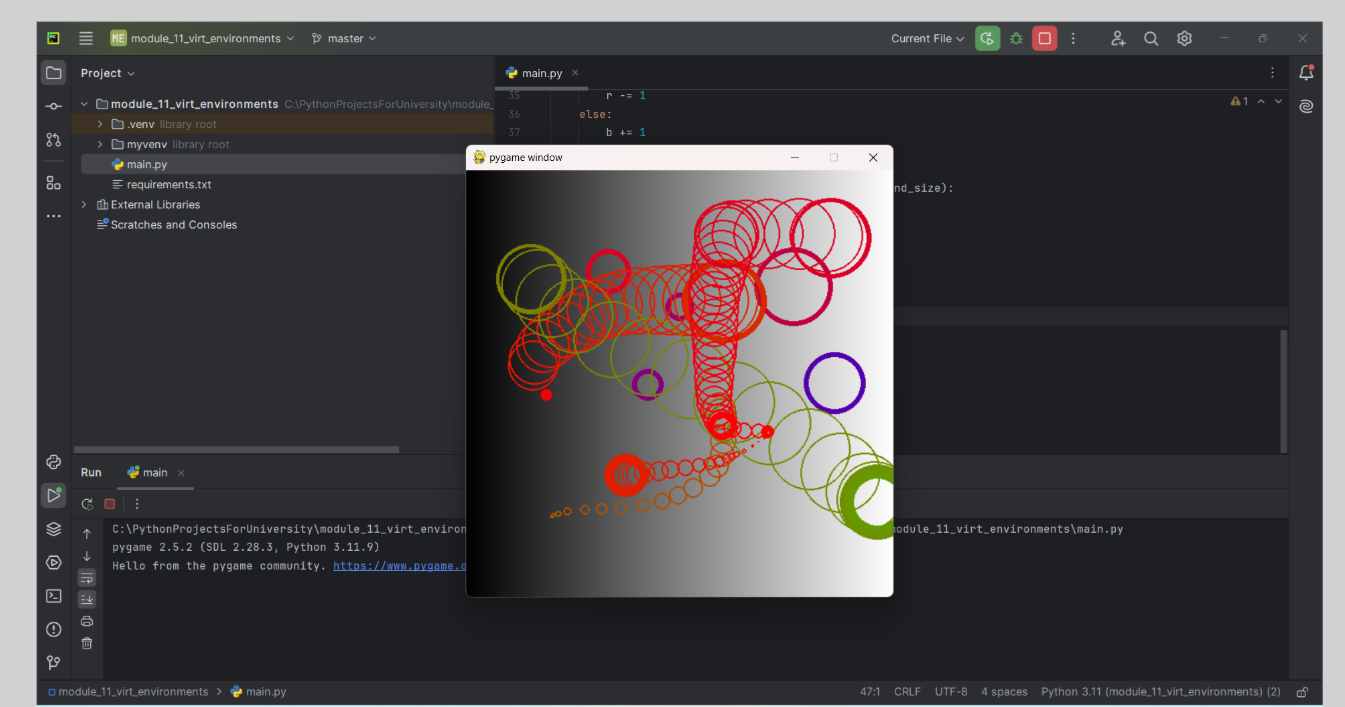 ME module_11_virt_environments master Current File
Project
main.py
module_11_virt_environments C:\PythonProjectsForUniversity\module_
.venv library root
myvenv library root
main.py
requirements.txt
External Libraries
Scratches and Consoles
35 r -= 1
36 else:
37 b += 1
1
nd_size):
pygame window
Run main
C:\PythonProjectsForUniversity\module_11_virt_environ
odule_11_virt_environments\main.py
pygame 2.5.2 (SDL 2.28.3, Python 3.11.9)
Hello from the pygame community. https://www.pygame.o
module_11_virt_environments > main.py
47:1 CRLF UTF-8 4 spaces Python 3.11 (module_11_virt_environments) (2)